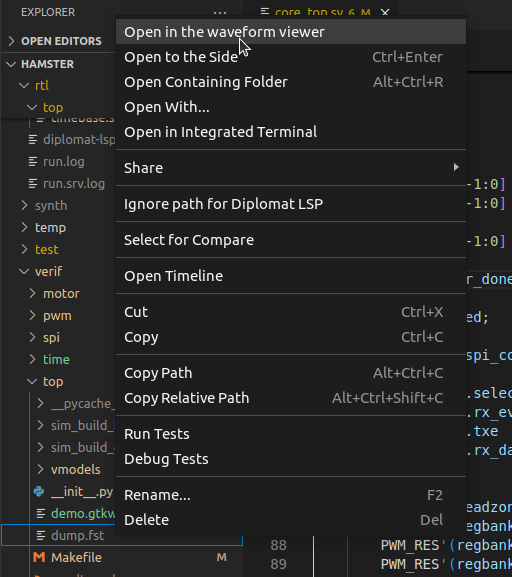 EXPLORER
...
core_top.sv 6, M
OPEN EDITORS
HAMSTER
rtl
top
diplomat-lsp
run.log
run.srv.log
synth
temp
test
verif
motor
pwm
spi
time
top
__pycache_
sim_build_
sim_build_
vmodels
__init__.py
demo.gtkw
dump.fst
Makefile
M
Open in the waveform viewer
Open to the Side Ctrl+Enter
Open Containing Folder Alt+Ctrl+R
Open With...
Open in Integrated Terminal
Share
Ignore path for Diplomat LSP
Select for Compare
Open Timeline
Cut Ctrl+X
Copy Ctrl+C
Copy Path Alt+Ctrl+C
Copy Relative Path Alt+Ctrl+Shift+C
Run Tests
Debug Tests
Rename... F2
Delete Del
-1:0]
-1:0]
-1:0]
r_done
ed;
spi_co
.selec
.rx_ev
.txe
.rx_da
eadzon
regbank
88 PWM_RES'(regbank
89 PWM_RES'(regbank